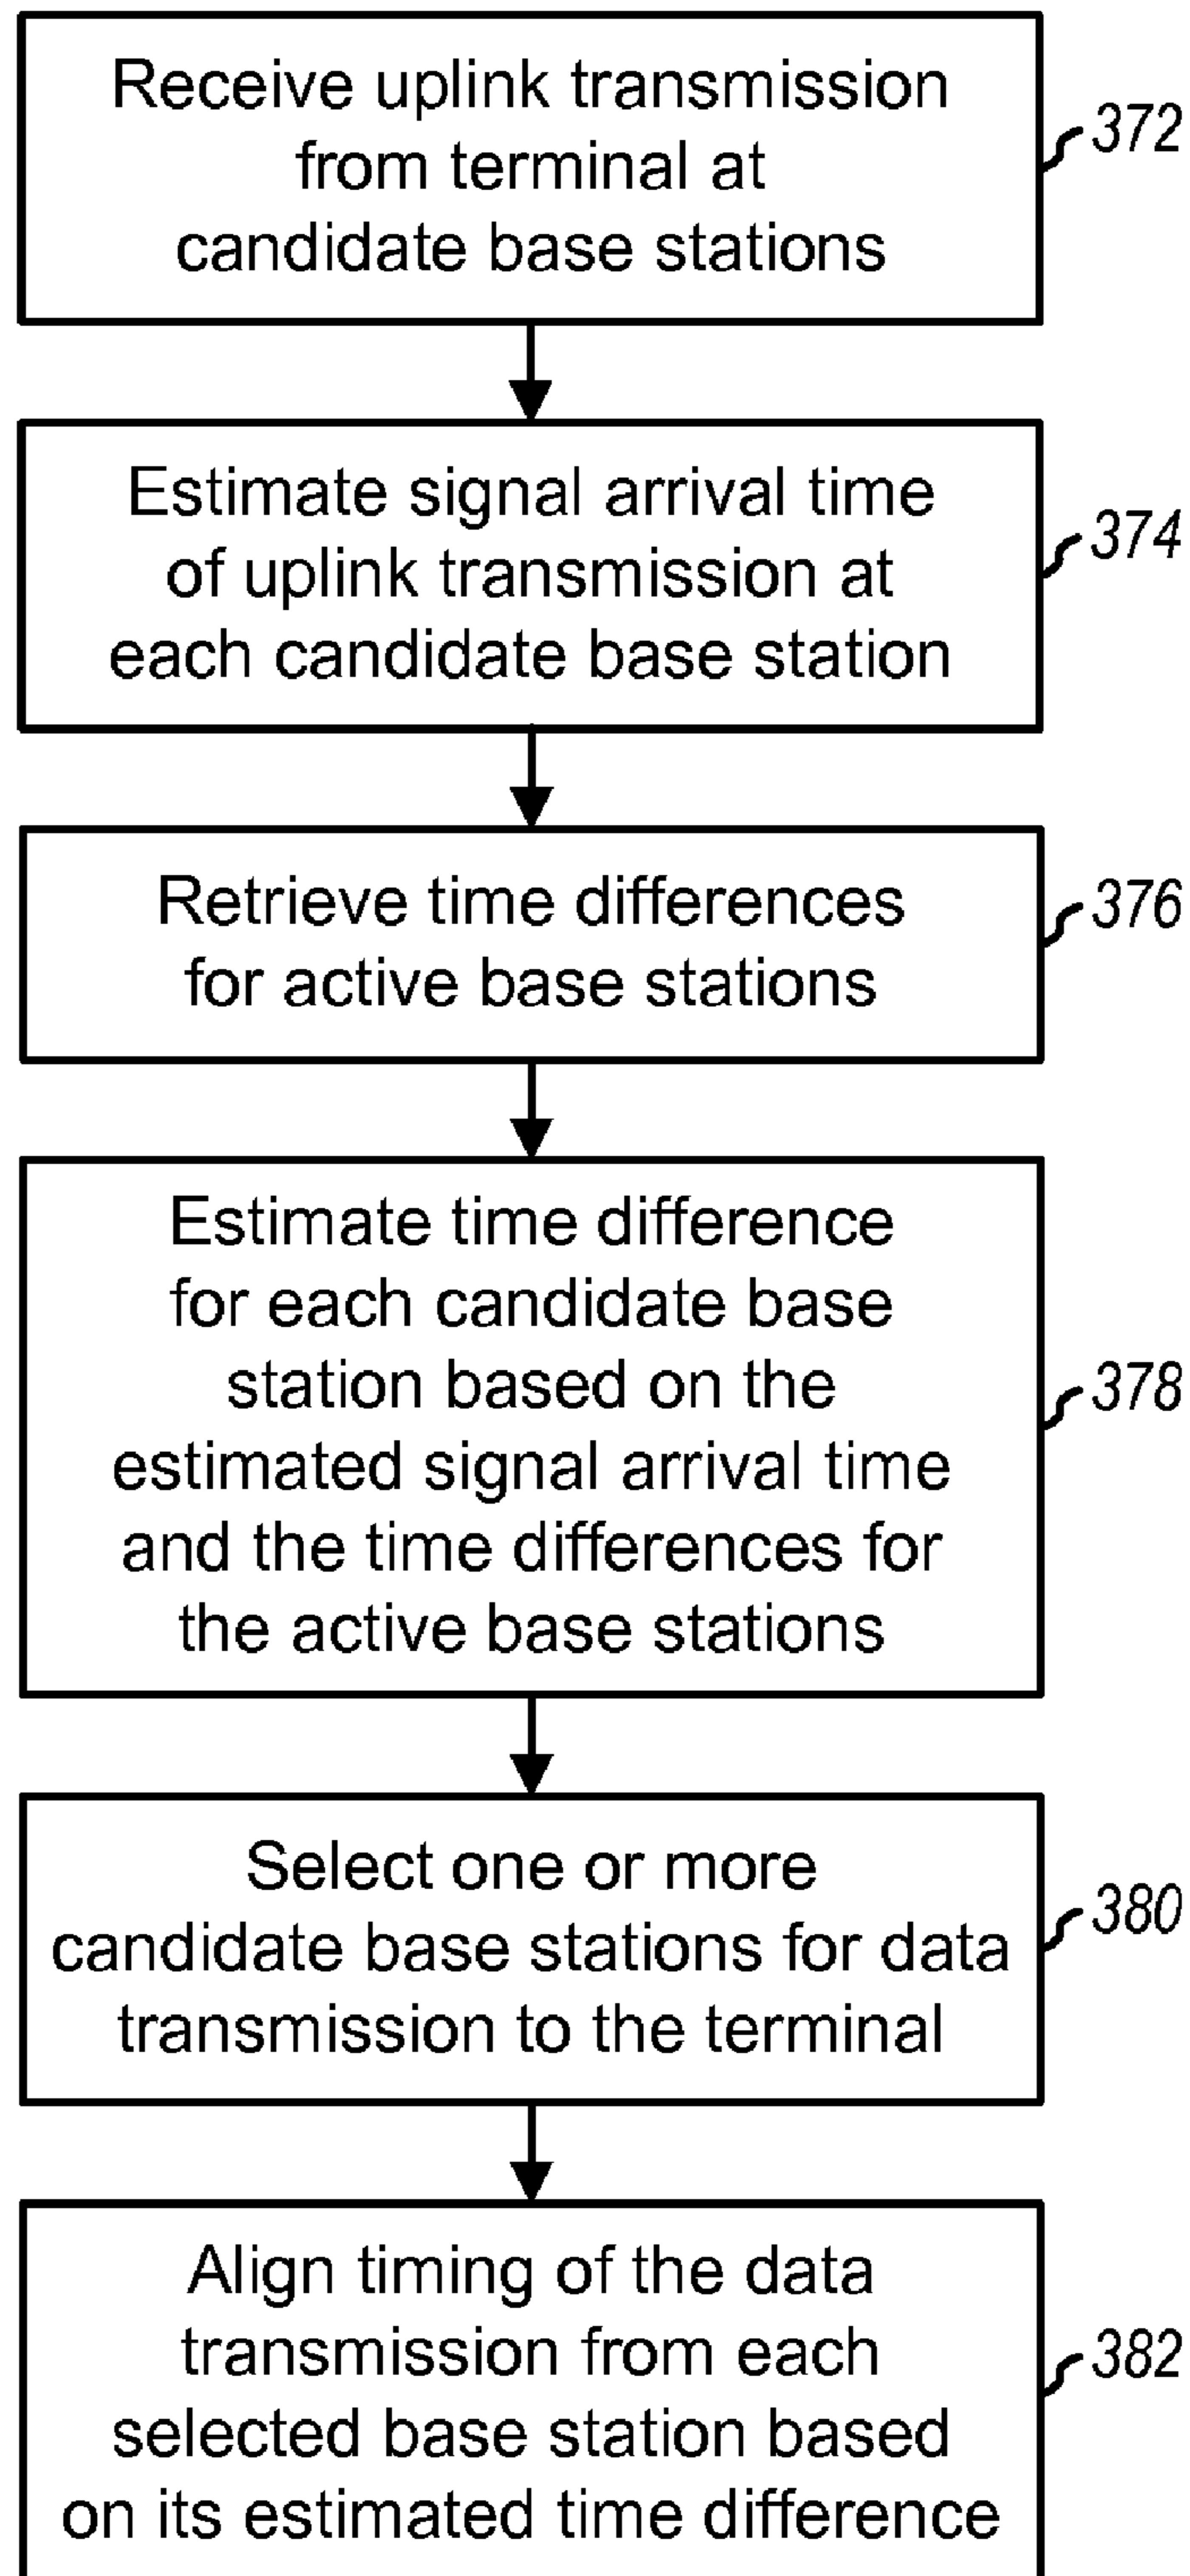 Receive uplink transmission
from terminal at
candidate base stations
372
Estimate signal arrival time
of uplink transmission at
each candidate base station
374
Retrieve time differences
for active base stations
376
Estimate time difference
for each candidate base
station based on the
estimated signal arrival time
and the time differences for
the active base stations
378
Select one or more
candidate base stations for data
transmission to the terminal
380
Align timing of the data
transmission from each
selected base station based
on its estimated time difference
382